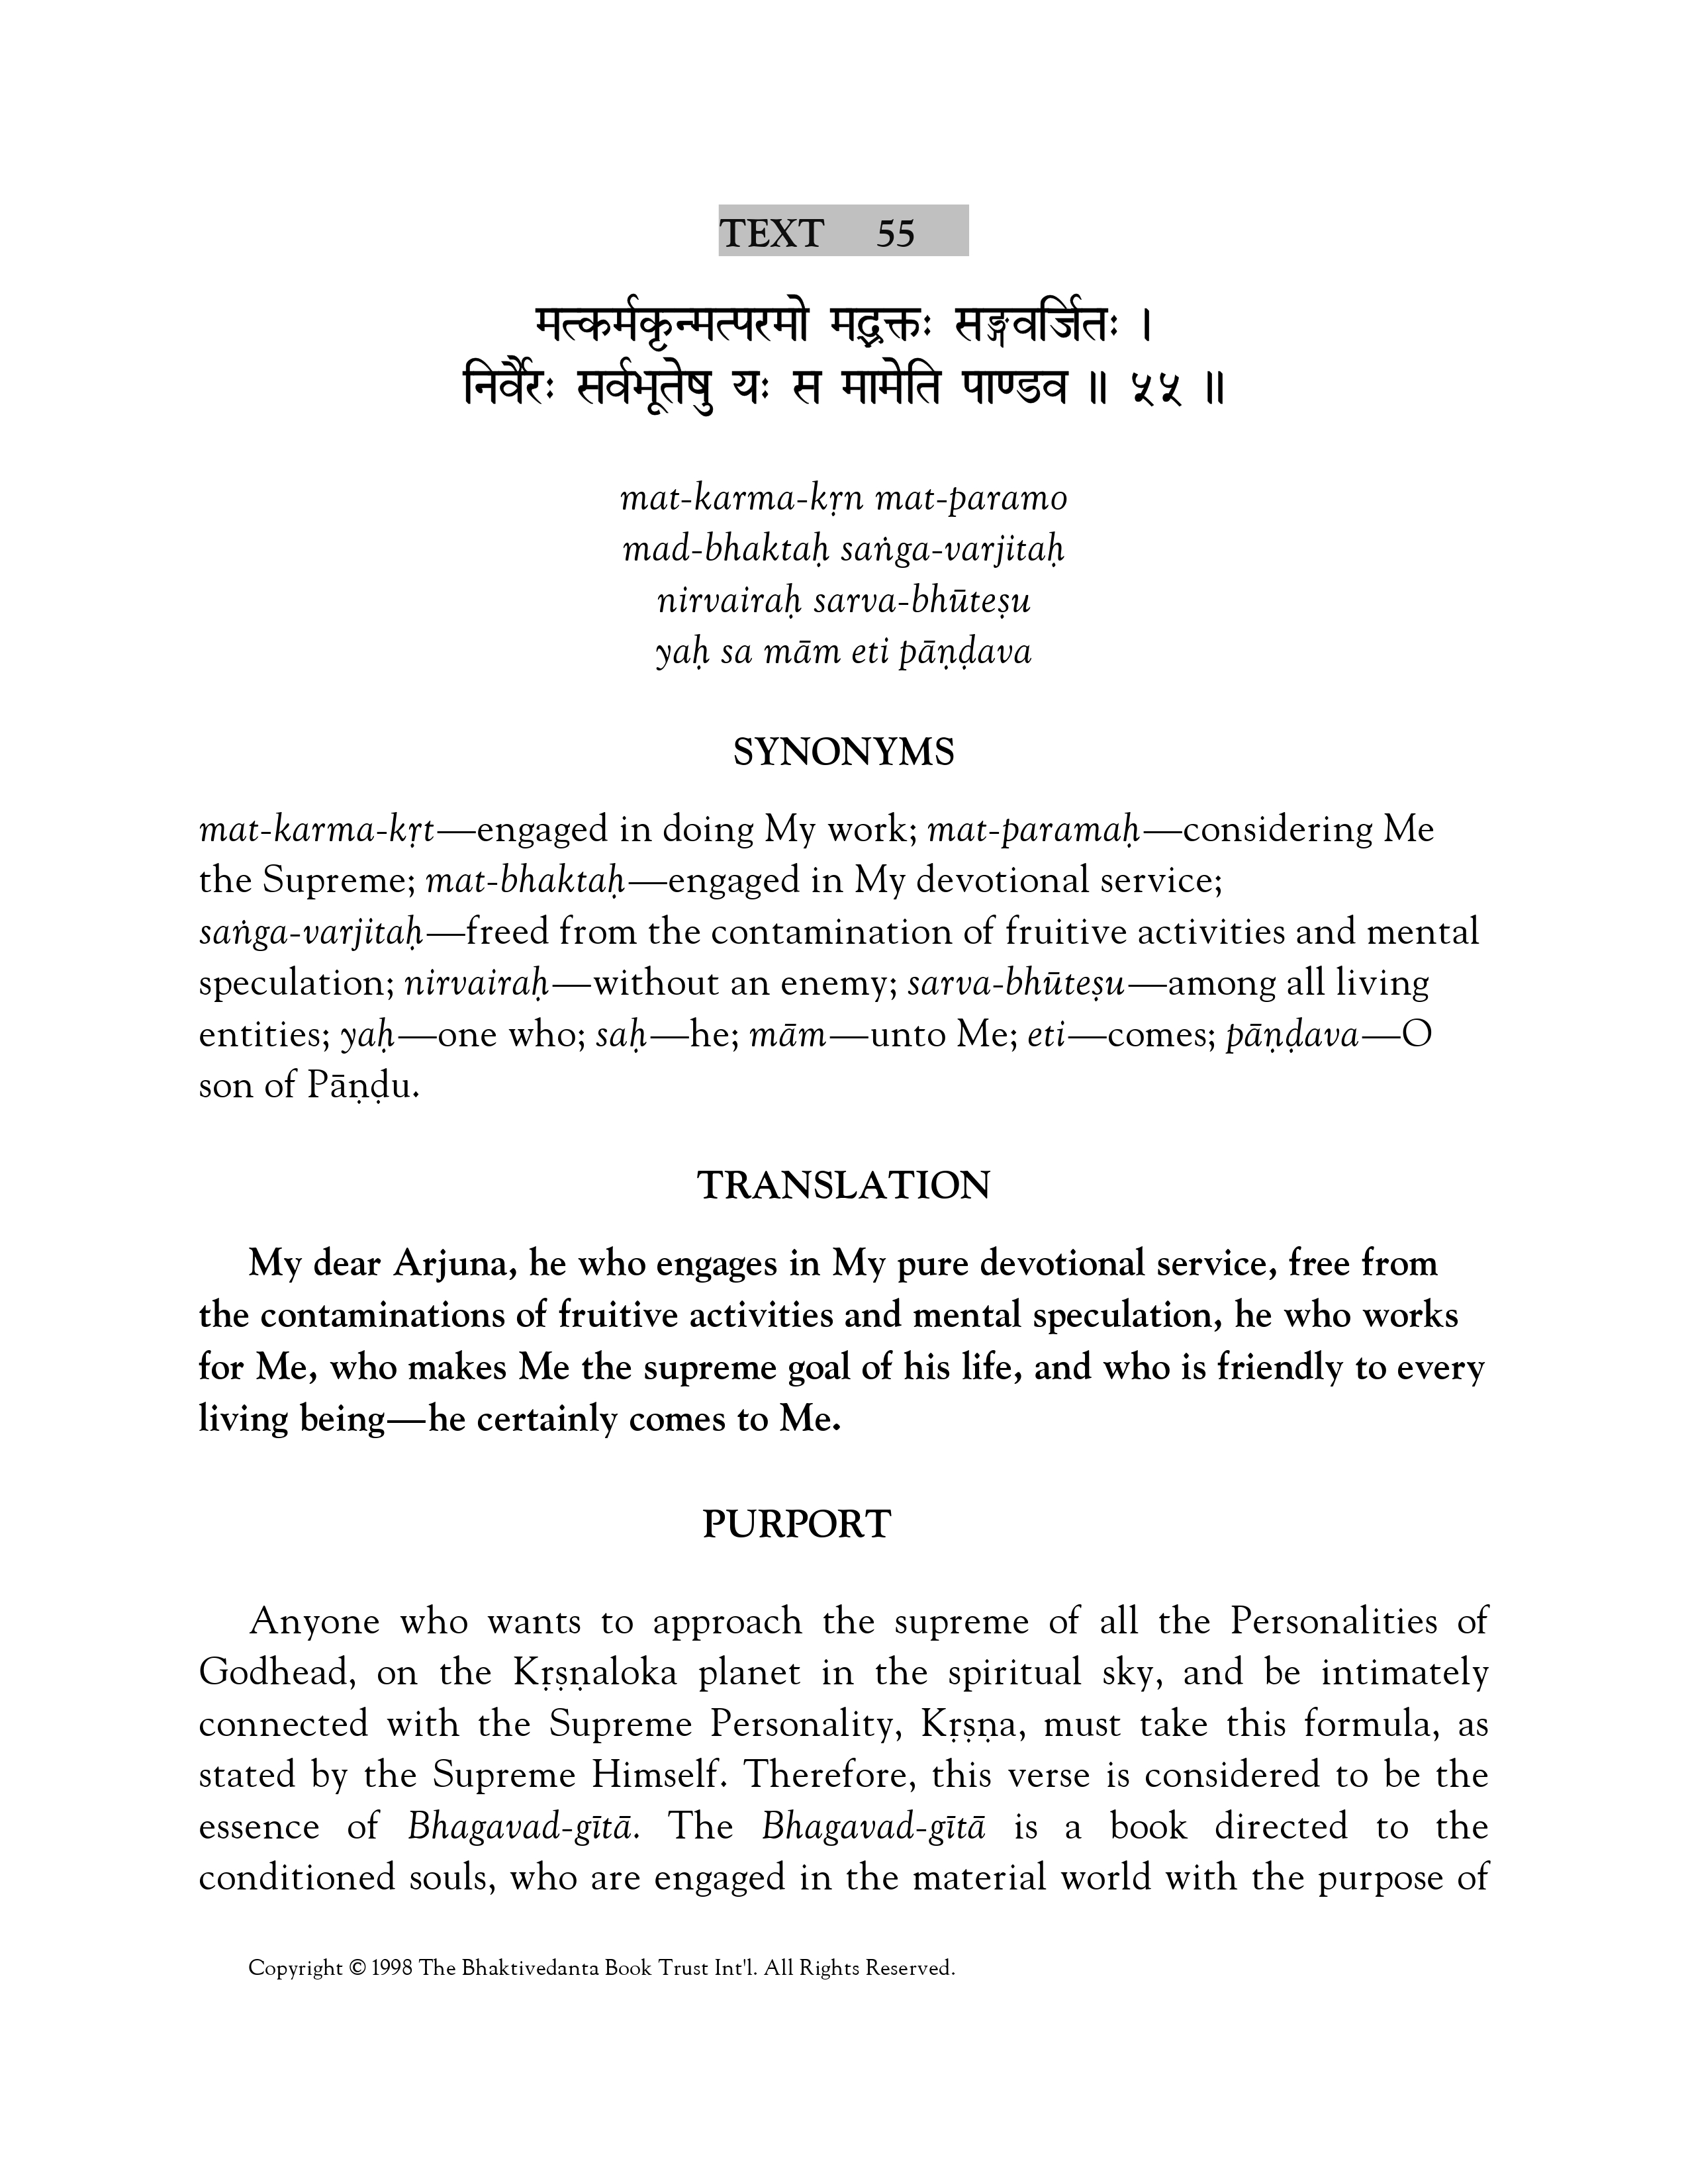 TEXT 55
मत्कर्मकृन्मत्परमो मद्भक्तः सङ्गवर्जितः ।
निर्वैरः सर्वभूतेषु यः स मामेति पाण्डव ॥ ५५ ॥
mat-karma-kṛn mat-paramo
mad-bhaktaḥ saṅga-varjitaḥ
nirvairaḥ sarva-bhūteṣu
yaḥ sa mām eti pāṇḍava
SYNONYMS
mat-karma-kṛt—engaged in doing My work; mat-paramaḥ—considering Me
the Supreme; mat-bhaktaḥ—engaged in My devotional service;
saṅga-varjitaḥ—freed from the contamination of fruitive activities and mental
speculation; nirvairaḥ—without an enemy; sarva-bhūteṣu—among all living
entities; yaḥ—one who; saḥ—he; mām—unto Me; eti—comes; pāṇḍava—O
son of Pāṇḍu.
TRANSLATION
My dear Arjuna, he who engages in My pure devotional service, free from
the contaminations of fruitive activities and mental speculation, he who works
for Me, who makes Me the supreme goal of his life, and who is friendly to every
living being—he certainly comes to Me.
PURPORT
Anyone who wants to approach the supreme of all the Personalities of
Godhead, on the Kṛṣṇaloka planet in the spiritual sky, and be intimately
connected with the Supreme Personality, Kṛṣṇa, must take this formula, as
stated by the Supreme Himself. Therefore, this verse is considered to be the
essence of Bhagavad-gītā. The Bhagavad-gītā is a book directed to the
conditioned souls, who are engaged in the material world with the purpose of
Copyright © 1998 The Bhaktivedanta Book Trust Int'l. All Rights Reserved.